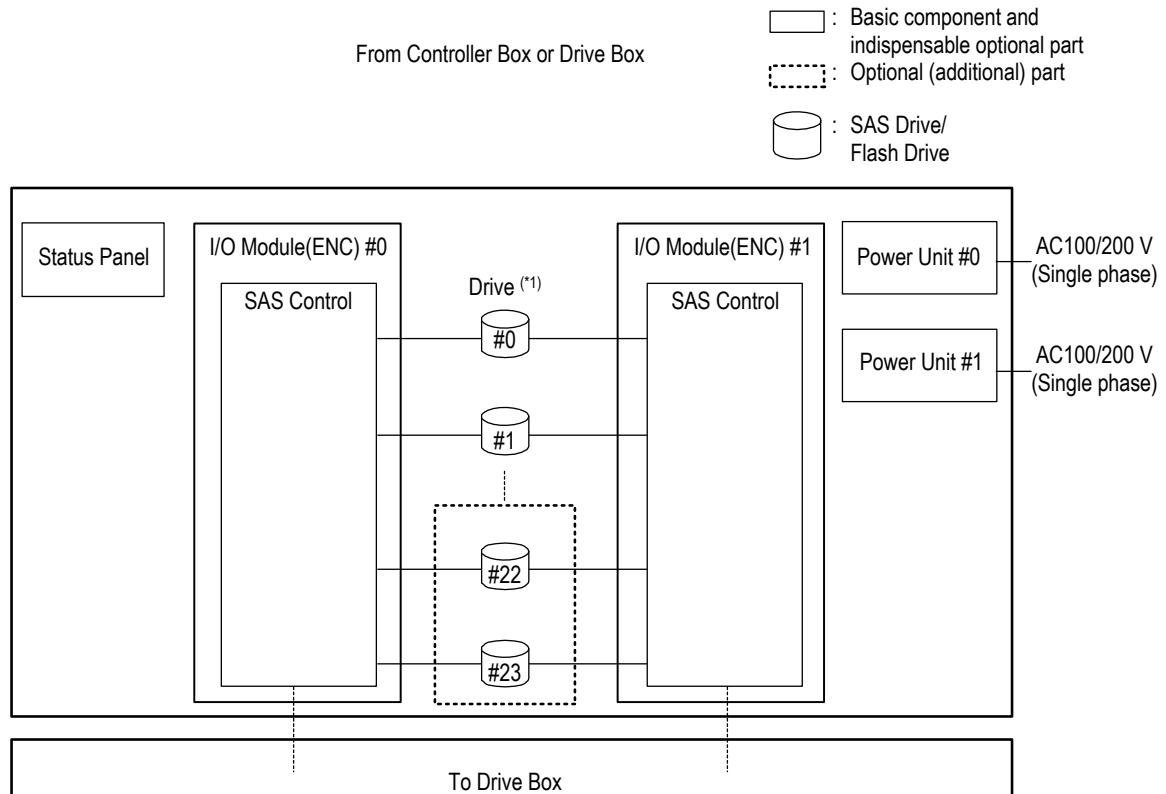 : Basic component and
indispensable optional part
From Controller Box or Drive Box
: Optional (additional) part
: SAS Drive/
Flash Drive
Status Panel
I/O Module(ENC) #0
I/O Module(ENC) #1
Power Unit #0
AC100/200 V
(Single phase)
SAS Control
Drive (*1)
SAS Control
#0
Power Unit #1
AC100/200 V
(Single phase)
#1
#22
#23
To Drive Box